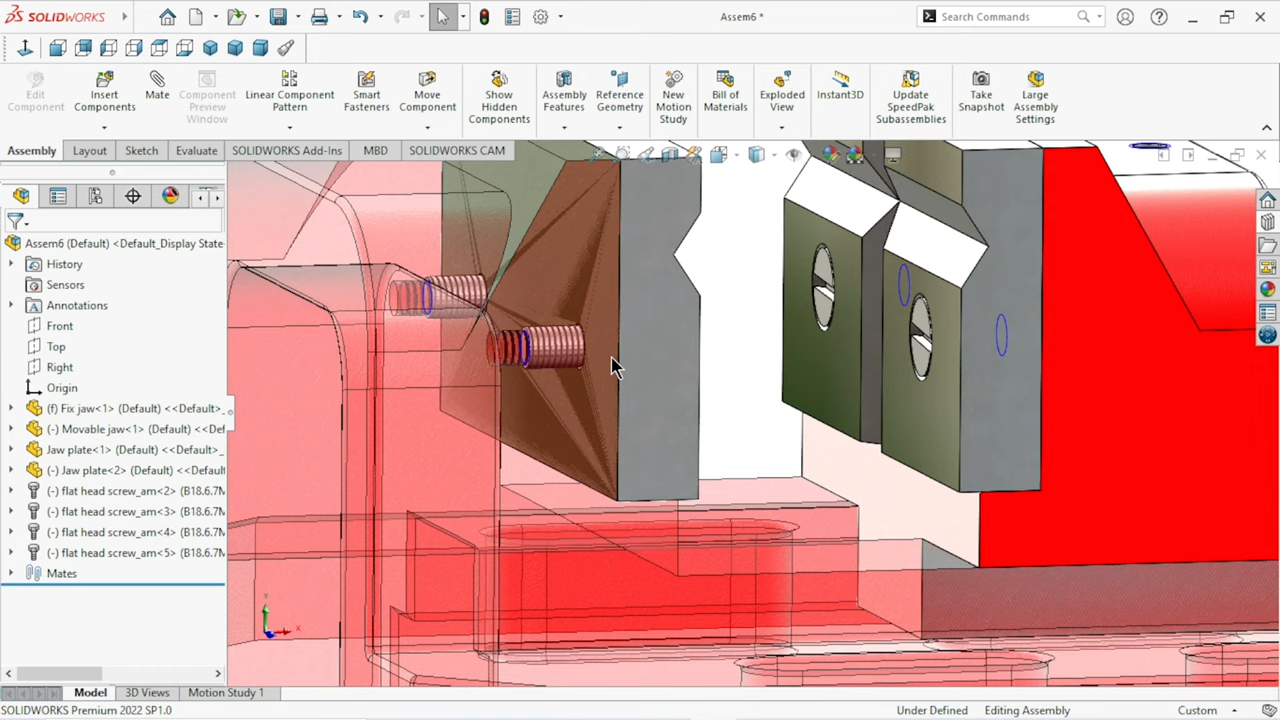 SOLIDWORKS
Assem6 *
Search Commands
Edit Component
Insert Components
Mate
Component Preview Window
Linear Component Pattern
Smart Fasteners
Move Component
Show Hidden Components
Assembly Features
Reference Geometry
New Motion Study
Bill of Materials
Exploded View
Instant3D
Update SpeedPak Subassemblies
Take Snapshot
Large Assembly Settings
Assembly
Layout
Sketch
Evaluate
SOLIDWORKS Add-Ins
MBD
SOLIDWORKS CAM
Assem6 (Default) <Default_Display State
History
Sensors
Annotations
Front
Top
Right
Origin
(f) Fix jaw<1> (Default) <<Default>_
(-) Movable jaw<1> (Default) <<Def
Jaw plate<1> (Default) <<Default>_
(-) Jaw plate<2> (Default) <<Default>_
(-) flat head screw_am<2> (B18.6.7M
(-) flat head screw_am<3> (B18.6.7M
(-) flat head screw_am<4> (B18.6.7M
(-) flat head screw_am<5> (B18.6.7M
Mates
Y
X
Model
3D Views
Motion Study 1
SOLIDWORKS Premium 2022 SP1.0
Under Defined
Editing Assembly
Custom